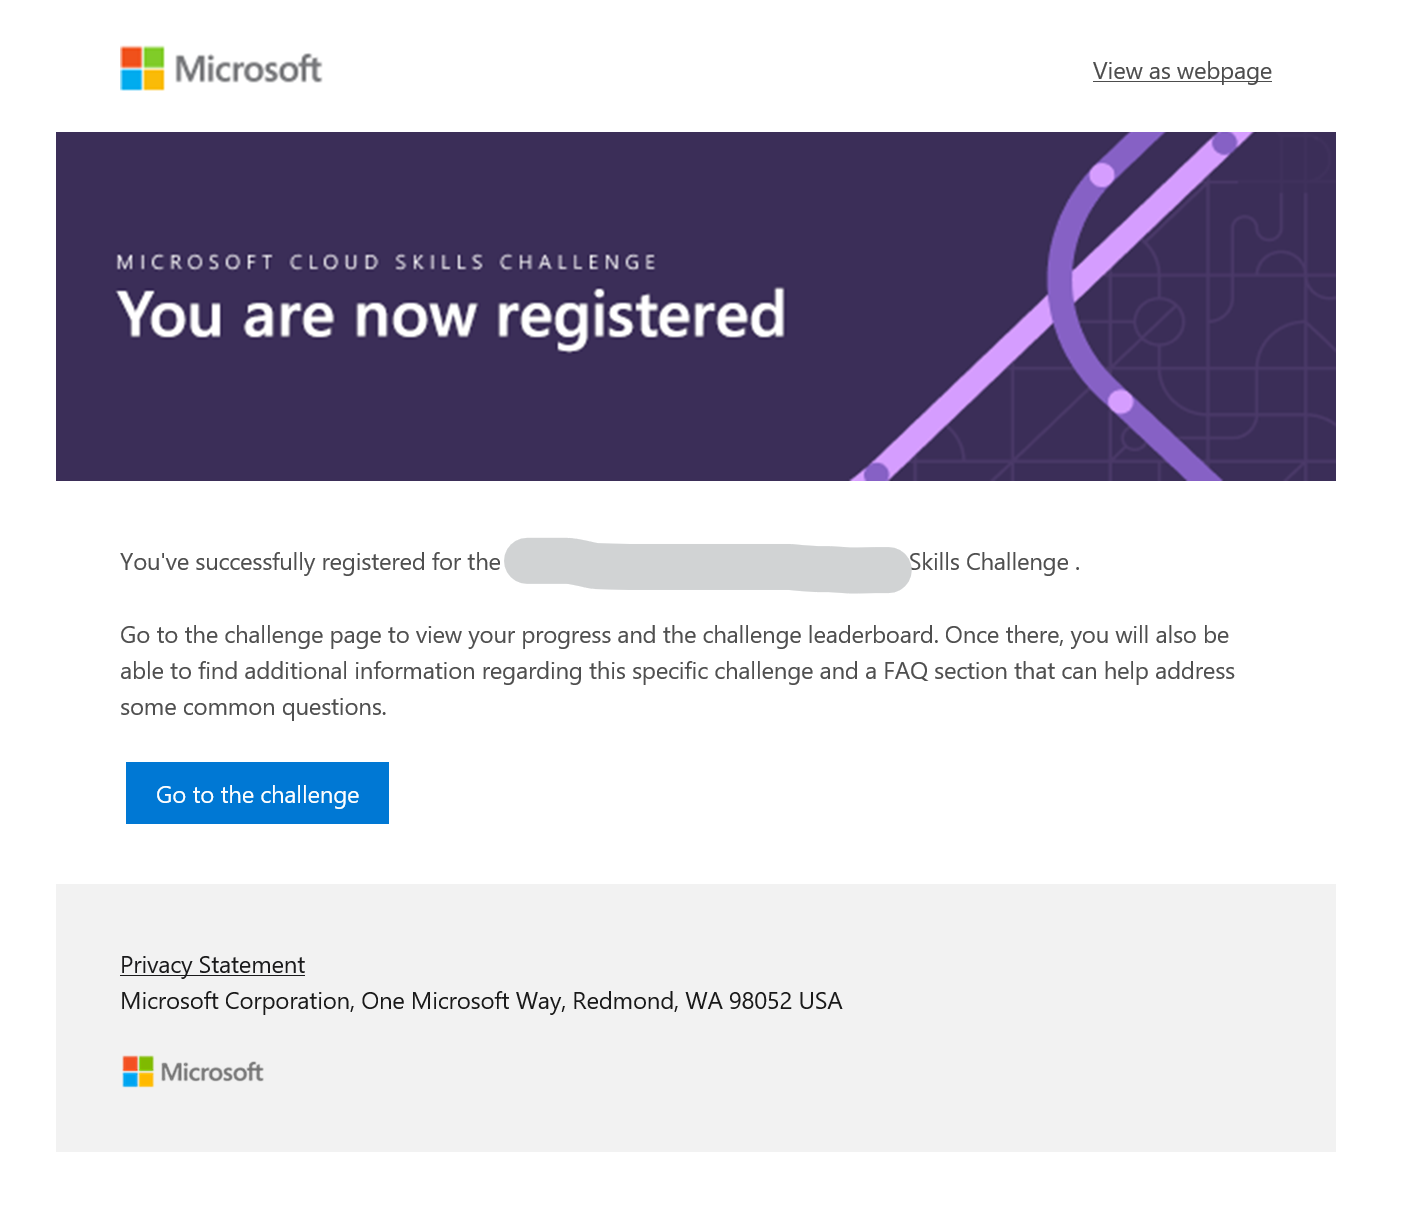 Microsoft
View as webpage
MICROSOFT CLOUD SKILLS CHALLENGE
You are now registered
You've successfully registered for the Skills Challenge .
Go to the challenge page to view your progress and the challenge leaderboard. Once there, you will also be
able to find additional information regarding this specific challenge and a FAQ section that can help address
some common questions.
Go to the challenge
Privacy Statement
Microsoft Corporation, One Microsoft Way, Redmond, WA 98052 USA
Microsoft